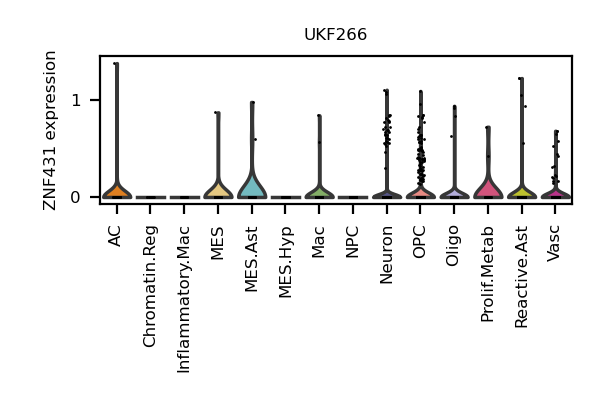 UKF266
ZNF431 expression
1
0
AC
Chromatin.Reg
Inflammatory.Mac
MES
MES.Ast
MES.Hyp
Mac
NPC
Neuron
OPC
Oligo
Prolif.Metab
Reactive.Ast
Vasc